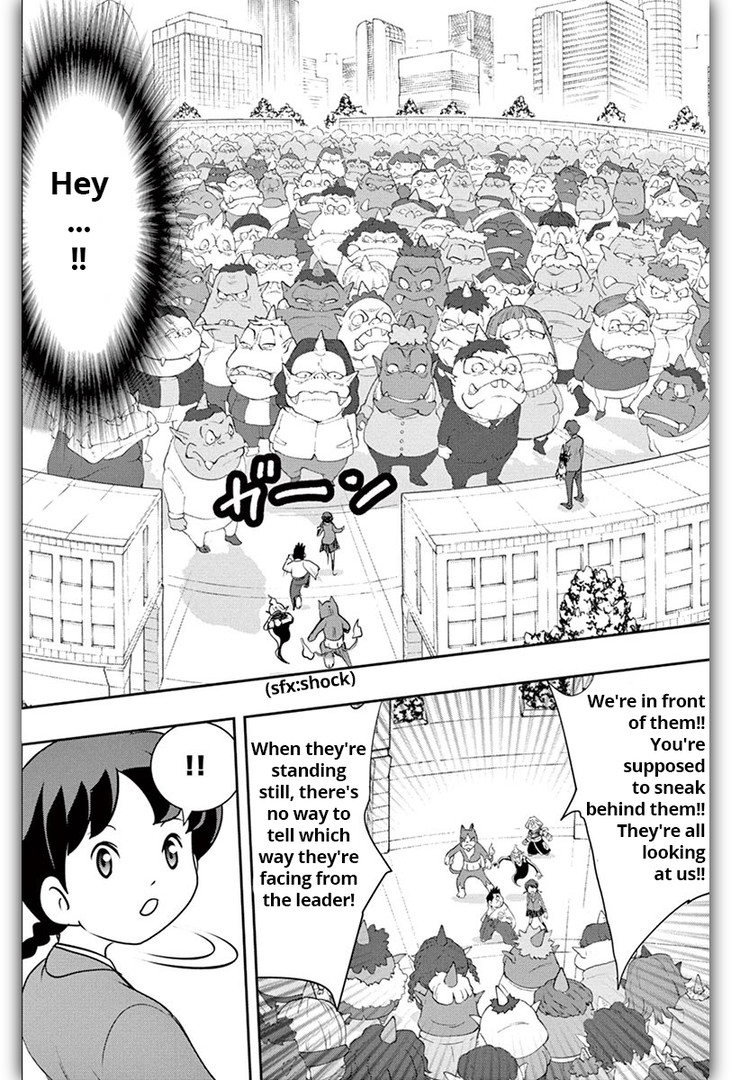 Hey
...
!!
ガーン
(sfx:shock)
We're in front
of them!!
You're
supposed
to sneak
behind them!!
They're all
looking
at us!!
When they're
standing
still, there's
no way to
tell which
way they're
facing from
the leader!
!!